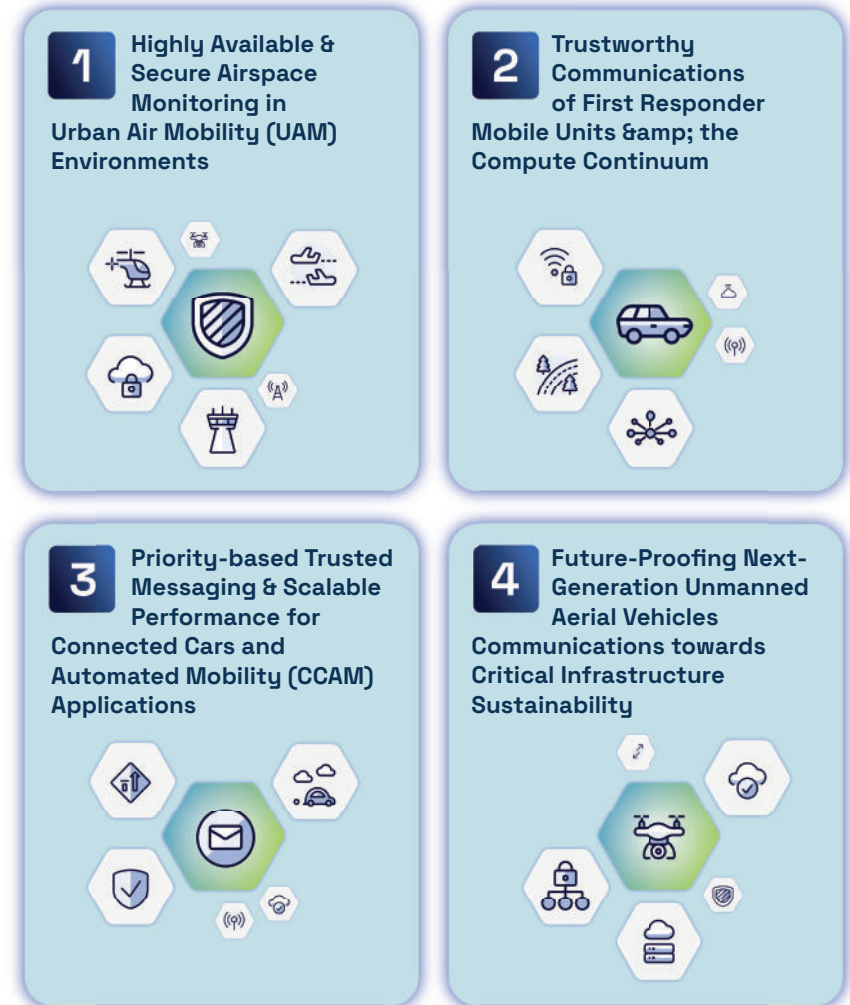 1
Highly Available &
Secure Airspace
Monitoring in
Urban Air Mobility (UAM)
Environments
2
Trustworthy
Communications
of First Responder
Mobile Units &amp; the
Compute Continuum
3
Priority-based Trusted
Messaging & Scalable
Performance for
Connected Cars and
Automated Mobility (CCAM)
Applications
4
Future-Proofing Next-
Generation Unmanned
Aerial Vehicles
Communications towards
Critical Infrastructure
Sustainability